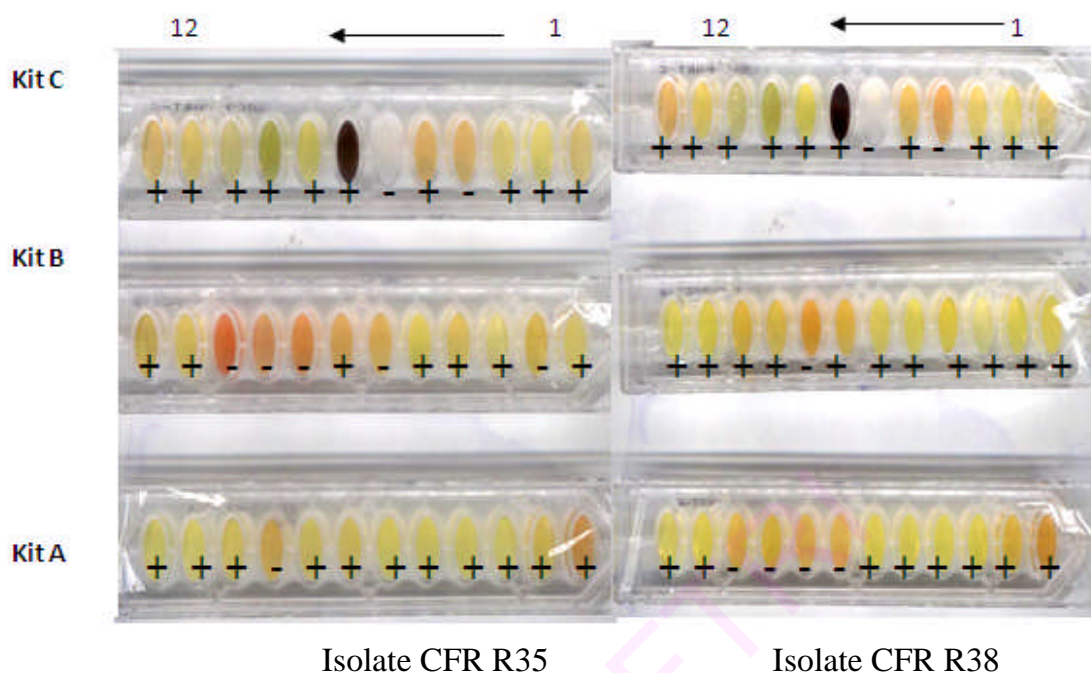 12 1 12 1
Kit C
+ + + + + + - + - + + + + + + + + + - + - + + +
Kit B
+ + - - - + - + + + - + + + + + - + + + + + + +
Kit A
+ + + - + + + + + + + + + + - - - - + + + + + +
Isolate CFR R35 Isolate CFR R38